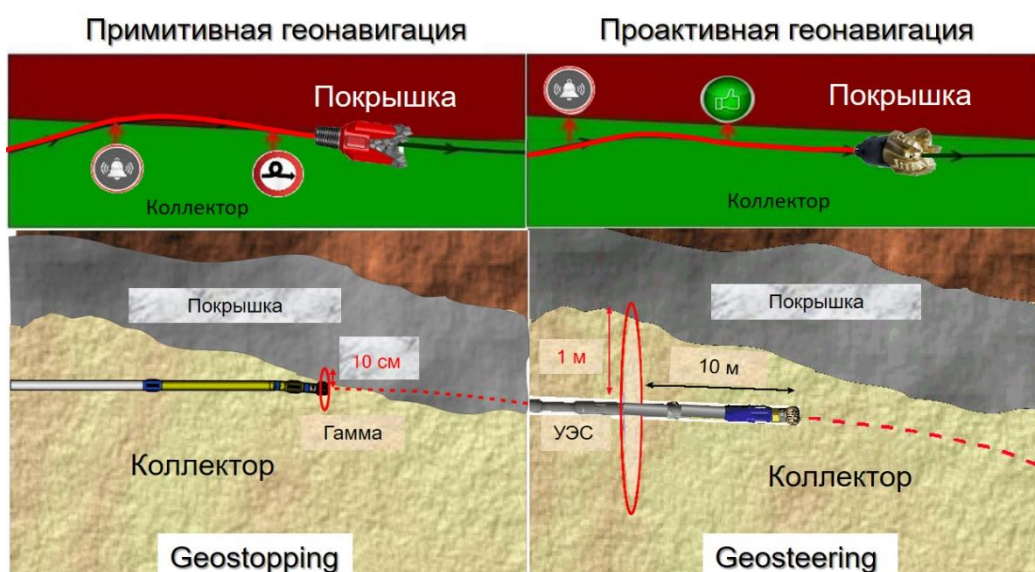 Примитивная геонавигация
Проактивная геонавигация
Покрышка
Покрышка
Коллектор
Коллектор
Покрышка
Покрышка
10 см
1 м
10 м
Гамма
УЭС
Коллектор
Коллектор
Geostopping
Geosteering